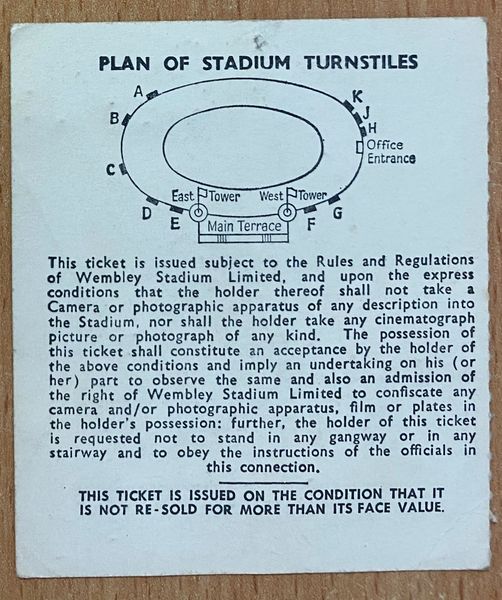 PLAN OF STADIUM TURNSTILES
A
B
C
D
E
K
J
H
Office
Entrance
East Tower
West Tower
F
G
Main Terrace
This ticket is issued subject to the Rules and Regulations
of Wembley Stadium Limited, and upon the express
conditions that the holder thereof shall not take a
Camera or photographic apparatus of any description into
the Stadium, nor shall the holder take any cinematograph
picture or photograph of any kind. The possession of
this ticket shall constitute an acceptance by the holder of
the above conditions and imply an undertaking on his (or
her) part to observe the same and also an admission of
the right of Wembley Stadium Limited to confiscate any
camera and/or photographic apparatus, film or plates in
the holder's possession: further, the holder of this ticket
is requested not to stand in any gangway or in any
stairway and to obey the instructions of the officials in
this connection.
THIS TICKET IS ISSUED ON THE CONDITION THAT IT
IS NOT RE-SOLD FOR MORE THAN ITS FACE VALUE.